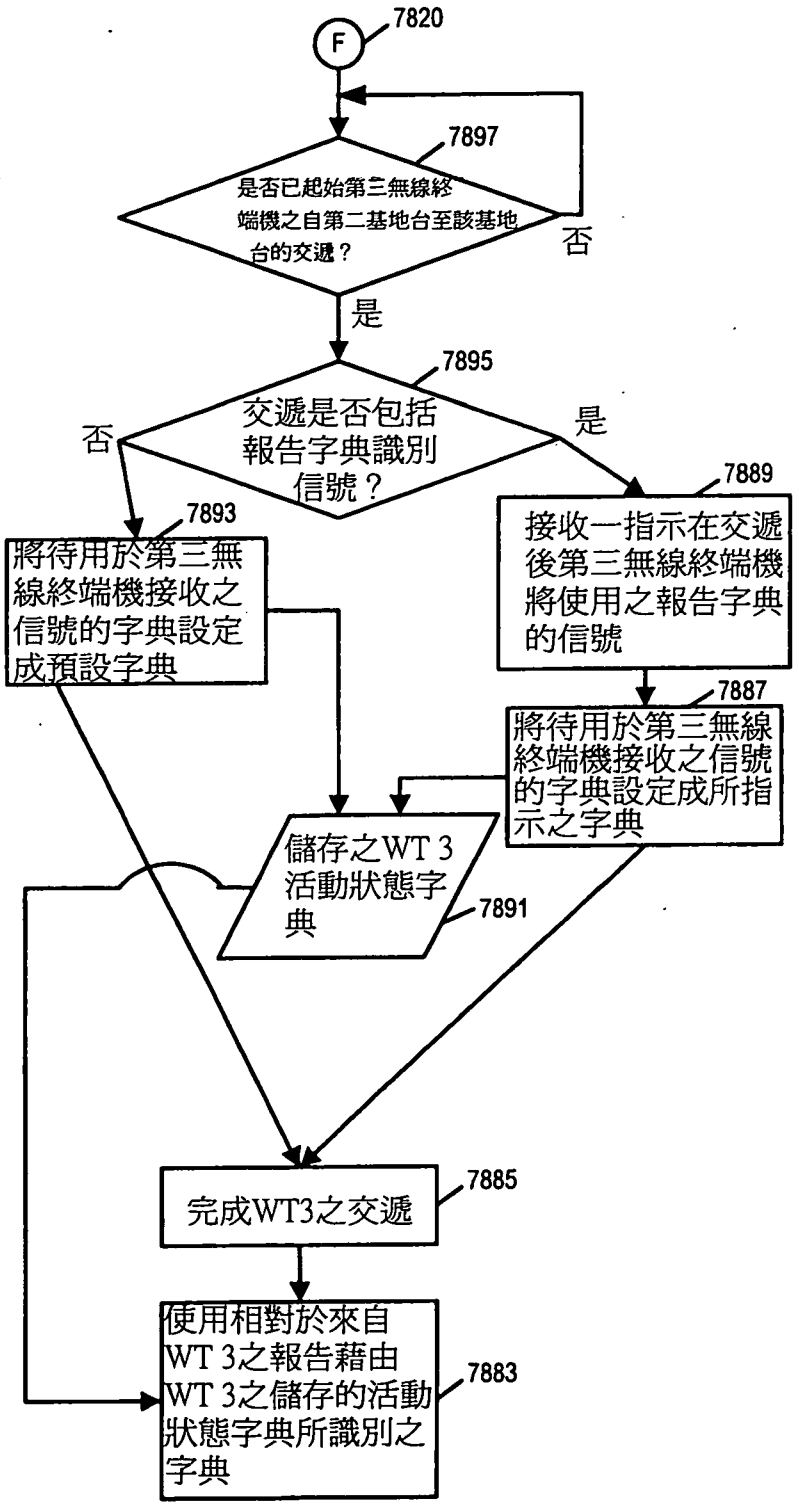 F
7820
7897
是否已起始第三無線終
端機之自第二基地台至該基地
台的交遞？
否
是
7895
交遞是否包括
報告字典識別
信號？
否
是
7893
將待用於第三無
線終端機接收之
信號的字典設定
成預設字典
7889
接收一指示在交遞
後第三無線終端機
將使用之報告字典
的信號
7887
將待用於第三無線
終端機接收之信號
的字典設定成所指
示之字典
儲存之WT 3
活動狀態字
典
7891
7885
完成WT3之交遞
使用相對於來自
WT 3之報告藉由
WT 3之儲存的活動
狀態字典所識別之
字典
7883